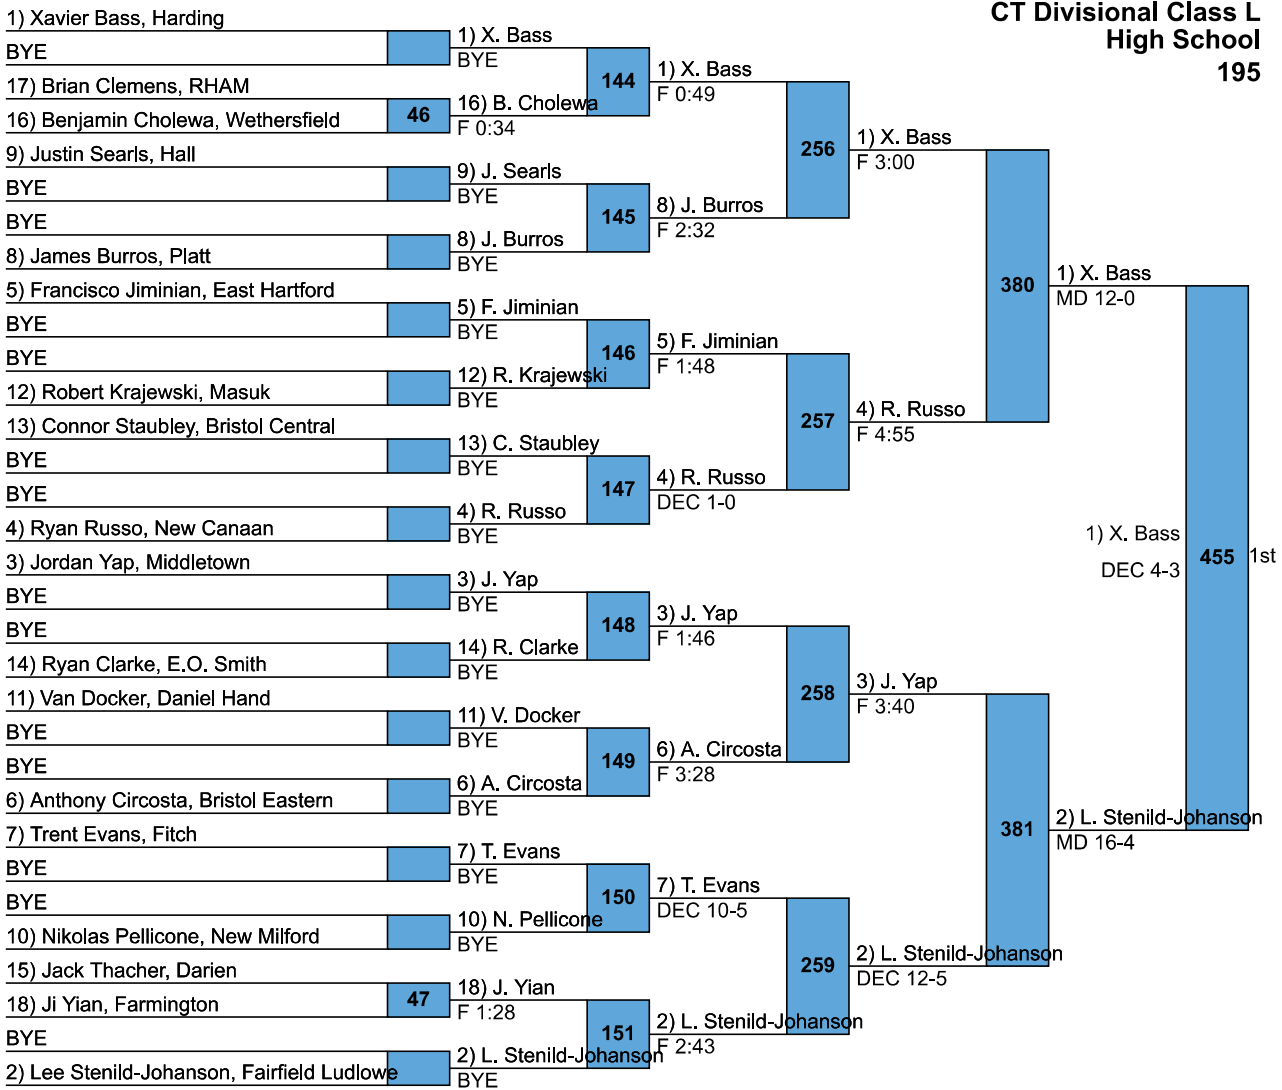 CT Divisional Class L
High School
195
1) Xavier Bass, Harding
BYE
17) Brian Clemens, RHAM
16) Benjamin Cholewa, Wethersfield
9) Justin Searls, Hall
BYE
BYE
8) James Burros, Platt
5) Francisco Jiminian, East Hartford
BYE
BYE
12) Robert Krajewski, Masuk
13) Connor Staubley, Bristol Central
BYE
BYE
4) Ryan Russo, New Canaan
3) Jordan Yap, Middletown
BYE
BYE
14) Ryan Clarke, E.O. Smith
11) Van Docker, Daniel Hand
BYE
BYE
6) Anthony Circosta, Bristol Eastern
7) Trent Evans, Fitch
BYE
BYE
10) Nikolas Pellicone, New Milford
15) Jack Thacher, Darien
18) Ji Yian, Farmington
BYE
2) Lee Stenild-Johanson, Fairfield Ludlowe
46
47
1) X. Bass
BYE
16) B. Cholewa
F 0:34
9) J. Searls
BYE
8) J. Burros
BYE
5) F. Jiminian
BYE
12) R. Krajewski
BYE
13) C. Staubley
BYE
4) R. Russo
BYE
3) J. Yap
BYE
14) R. Clarke
BYE
11) V. Docker
BYE
6) A. Circosta
BYE
7) T. Evans
BYE
10) N. Pellicone
BYE
18) J. Yian
F 1:28
2) L. Stenild-Johanson
BYE
144
145
146
147
148
149
150
151
1) X. Bass
F 0:49
8) J. Burros
F 2:32
5) F. Jiminian
F 1:48
4) R. Russo
DEC 1-0
3) J. Yap
F 1:46
6) A. Circosta
F 3:28
7) T. Evans
DEC 10-5
2) L. Stenild-Johanson
F 2:43
256
257
258
259
1) X. Bass
F 3:00
4) R. Russo
F 4:55
3) J. Yap
F 3:40
2) L. Stenild-Johanson
DEC 12-5
380
381
1) X. Bass
MD 12-0
2) L. Stenild-Johanson
MD 16-4
1) X. Bass
DEC 4-3
455
1st